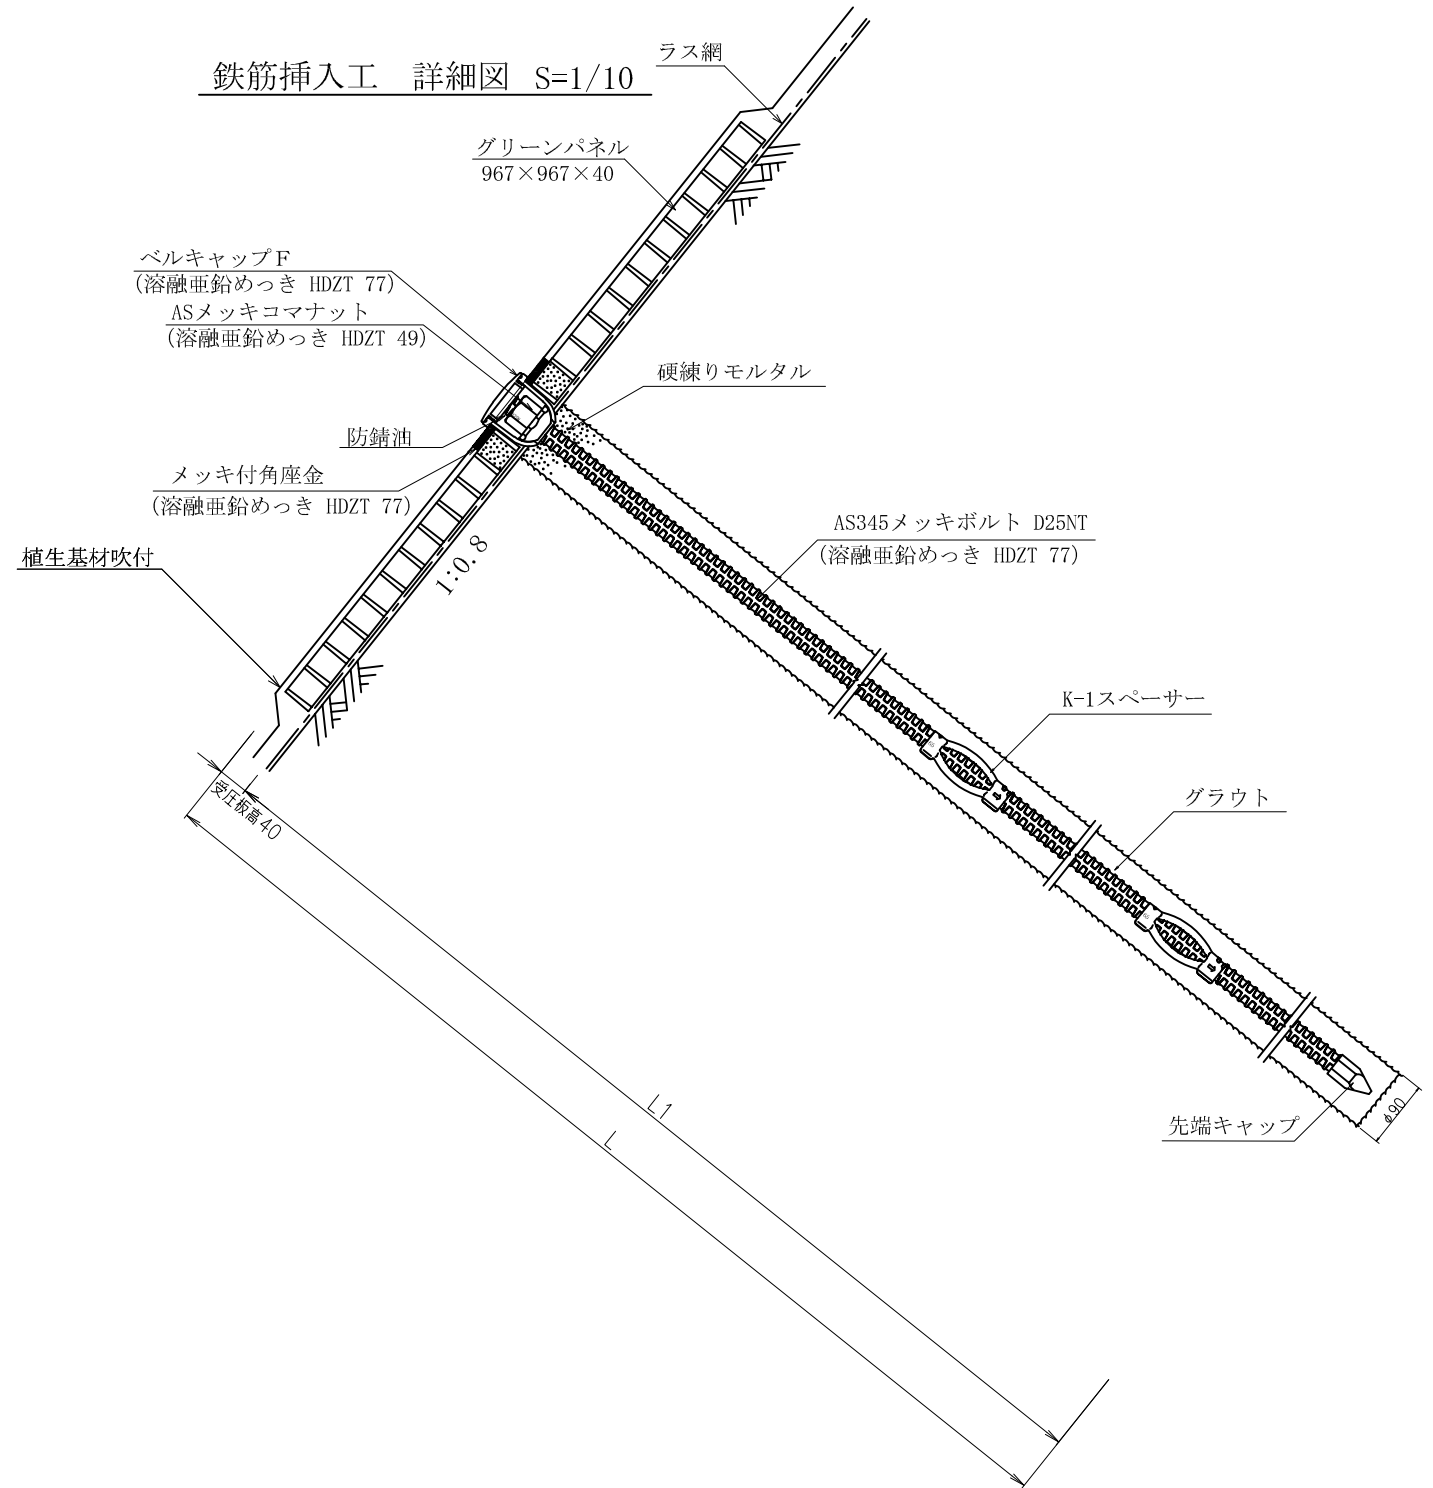 鉄筋挿入工　詳細図 S=1/10
ラス網
グリーンパネル
967×967×40
ベルキャップF
(溶融亜鉛めっき HDZT 77)
ASメッキコマナット
(溶融亜鉛めっき HDZT 49)
硬練りモルタル
防錆油
メッキ付角座金
(溶融亜鉛めっき HDZT 77)
AS345メッキボルト D25NT
(溶融亜鉛めっき HDZT 77)
植生基材吹付
1:0.8
K-1スペーサー
受圧板高40
グラウト
先端キャップ
φ90
L1
L